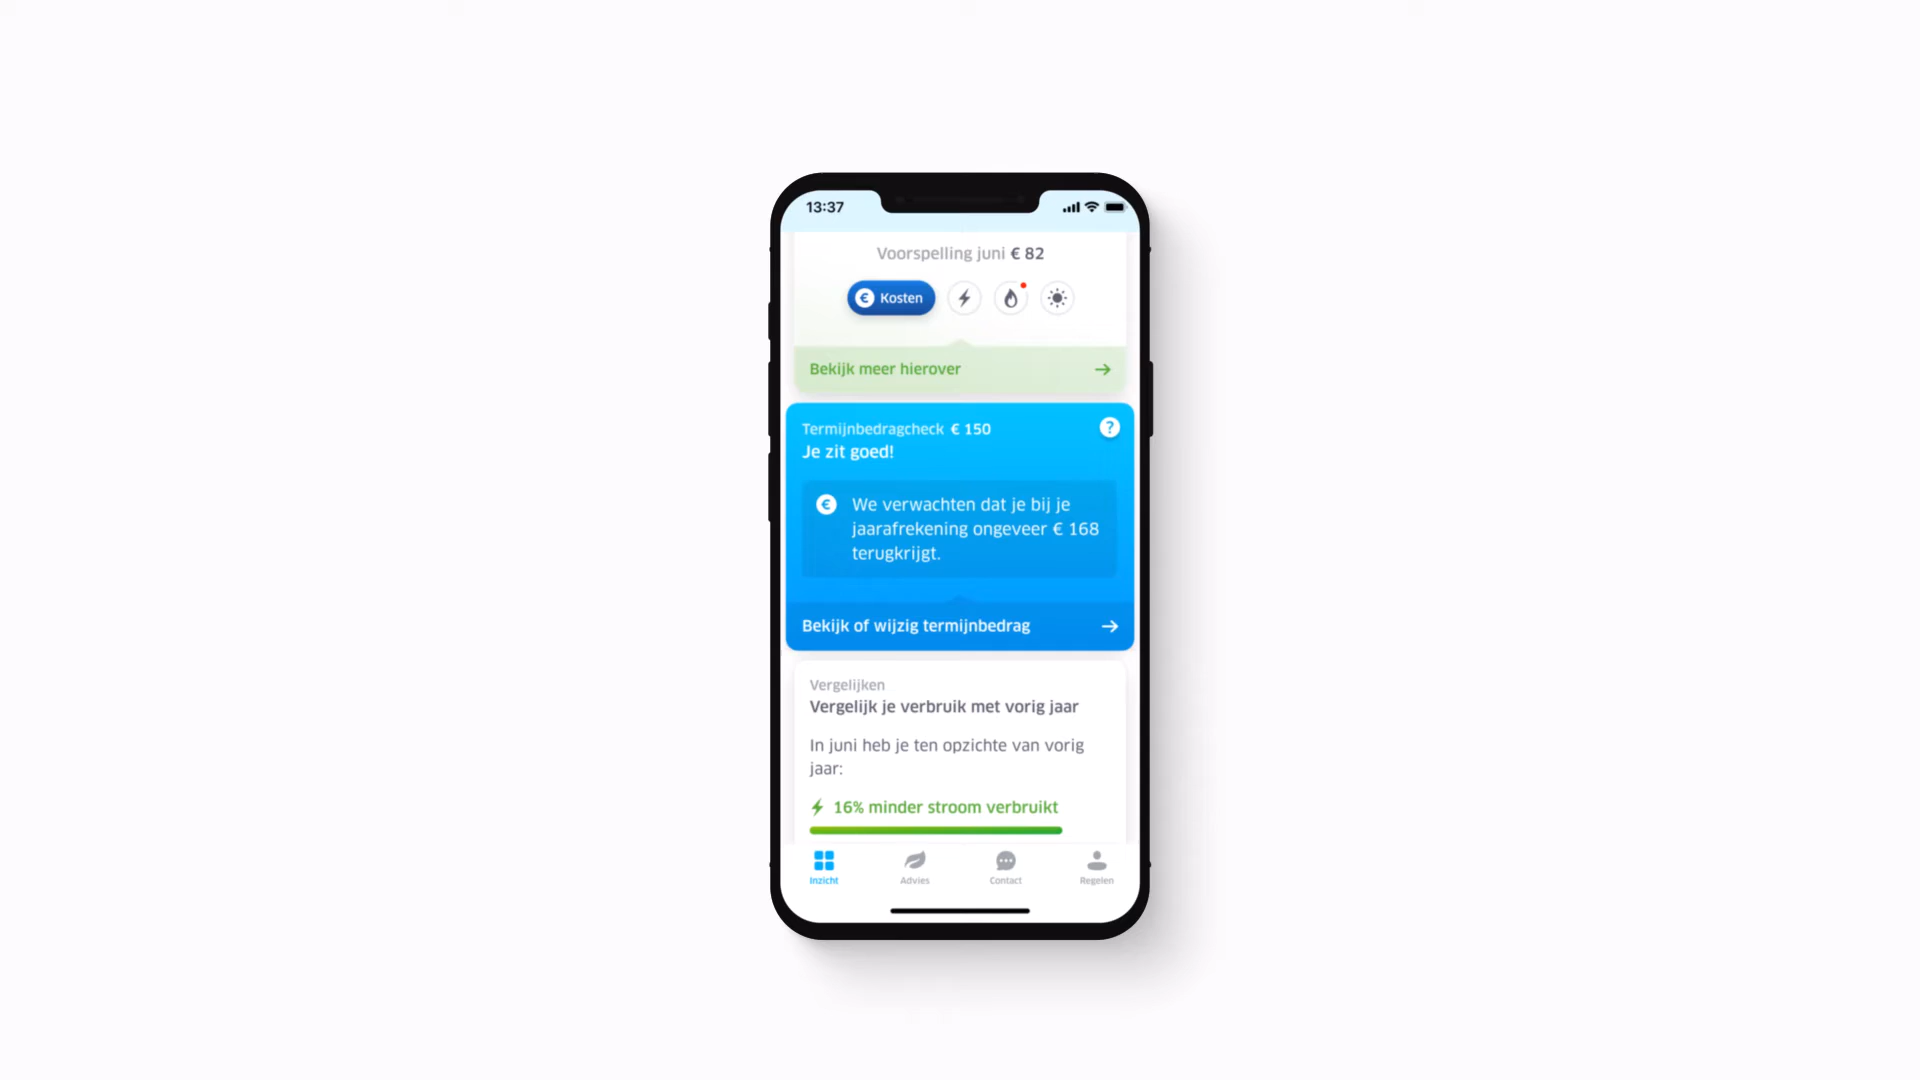 13:37
Voorspelling juni € 82
€ Kosten
Bekijk meer hierover
Termijnbedragcheck € 150
?
Je zit goed!
€ We verwachten dat je bij je
jaarafrekening ongeveer € 168
terugkrijgt.
Bekijk of wijzig termijnbedrag
Vergelijken
Vergelijk je verbruik met vorig jaar
In juni heb je ten opzichte van vorig
jaar:
16% minder stroom verbruikt
Inzicht Advies Contact Regelen